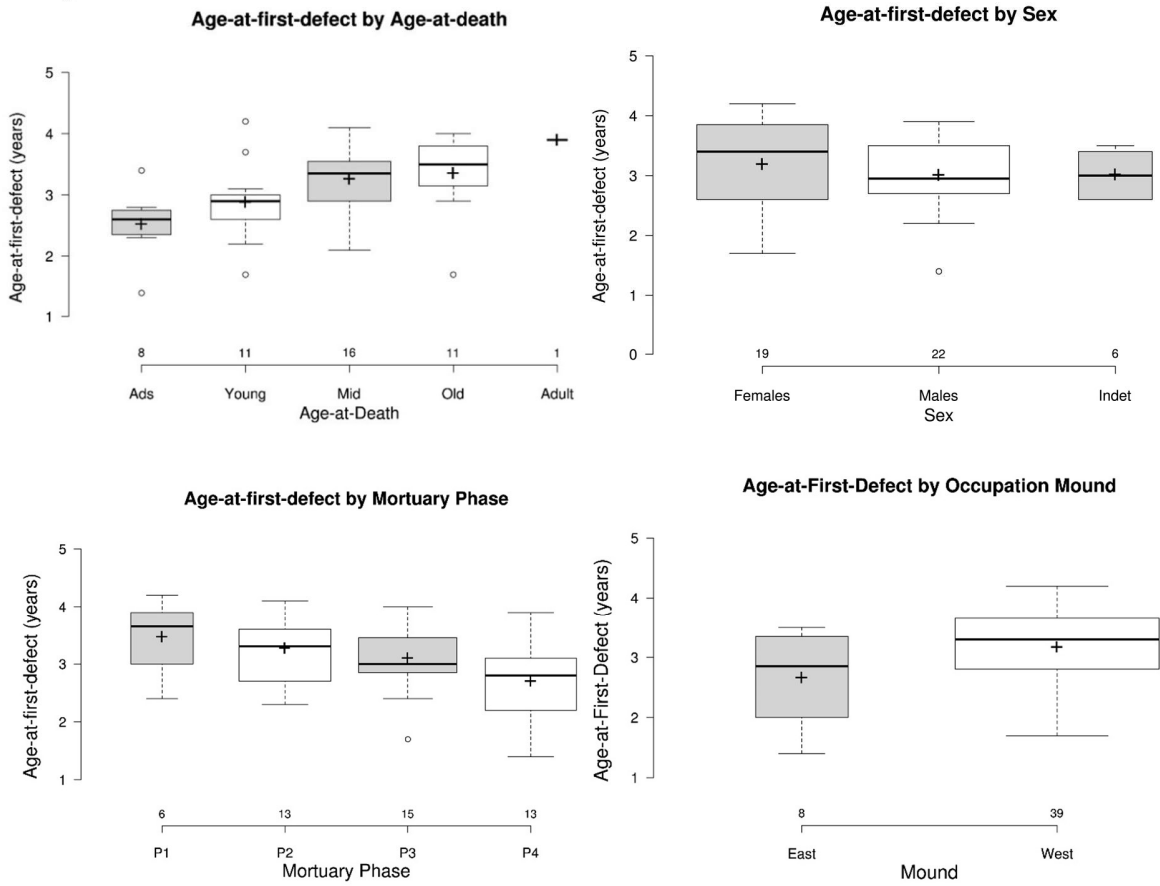 Age-at-first-defect by Age-at-death
Age-at-first-defect (years)
5
4
3
2
1
8 11 16 11 1
Ads Young Mid Old Adult
Age-at-Death
Age-at-first-defect by Sex
Age-at-first-defect (years)
5
4
3
2
1
0
19 22 6
Females Males Indet
Sex
Age-at-first-defect by Mortuary Phase
Age-at-first-defect (years)
5
4
3
2
1
6 13 15 13
P1 P2 P3 P4
Mortuary Phase
Age-at-First-Defect by Occupation Mound
Age-at-First-Defect (years)
5
4
3
2
1
8 39
East West
Mound